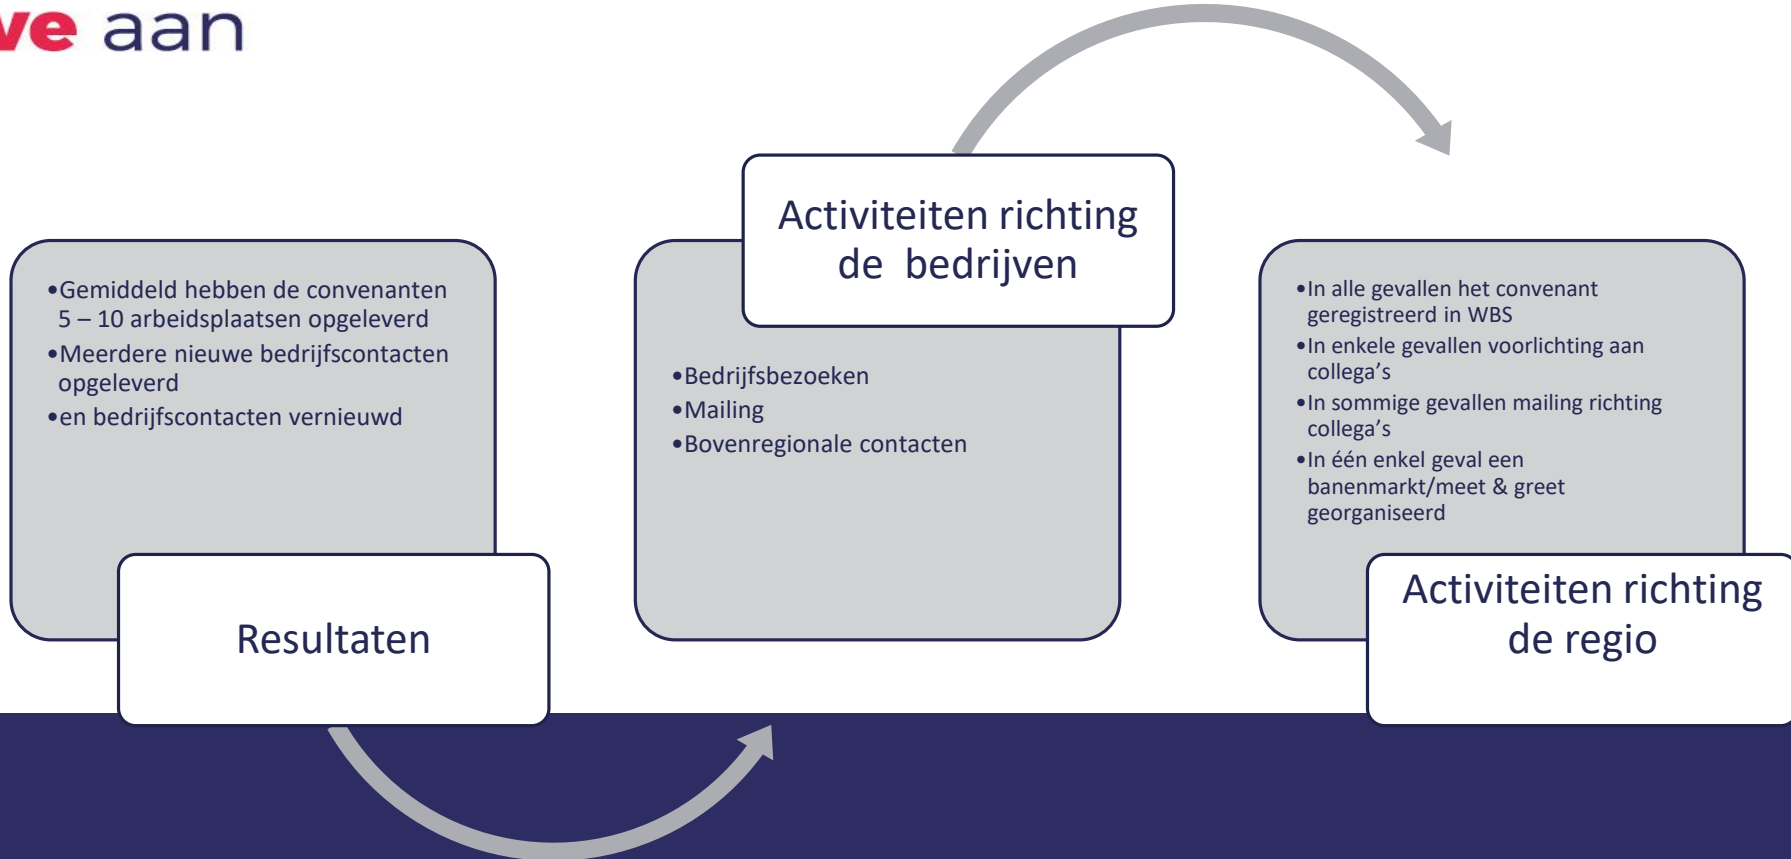 ve aan
•Gemiddeld hebben de convenanten
5 – 10 arbeidsplaatsen opgeleverd
•Meerdere nieuwe bedrijfscontacten
opgeleverd
•en bedrijfscontacten vernieuwd
Resultaten
Activiteiten richting
de bedrijven
•Bedrijfsbezoeken
•Mailing
•Bovenregionale contacten
•In alle gevallen het convenant
geregistreerd in WBS
•In enkele gevallen voorlichting aan
collega’s
•In sommige gevallen mailing richting
collega’s
•In één enkel geval een
banenmarkt/meet & greet
georganiseerd
Activiteiten richting
de regio